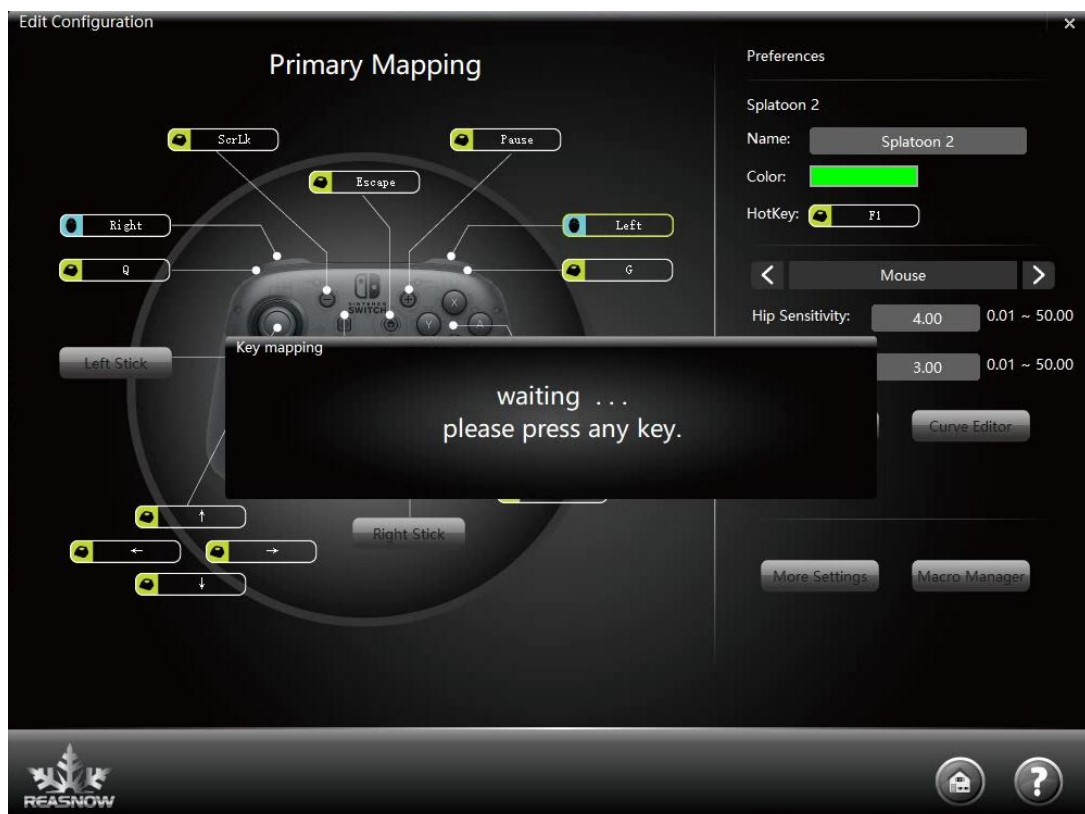 Edit Configuration
Primary Mapping
ScrLk
Pause
Escape
Right
Left
Q
G
NINTENDO
SWITCH
X
Y
A
Left Stick
Key mapping
waiting ...
please press any key.
↑
← →
↓
Right Stick
Preferences
Splatoon 2
Name: Splatoon 2
Color:
HotKey: F1
< Mouse >
Hip Sensitivity: 4.00 0.01 ~ 50.00
3.00 0.01 ~ 50.00
Curve Editor
More Settings Macro Manager
REASNOW
?